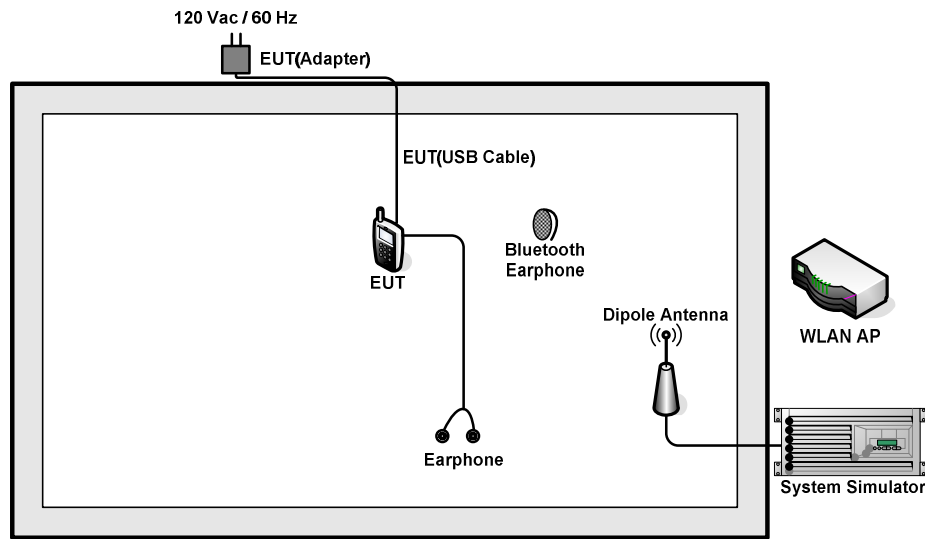 120 Vac / 60 Hz
EUT(Adapter)
EUT(USB Cable)
EUT
Bluetooth
Earphone
Dipole Antenna
WLAN AP
Earphone
System Simulator